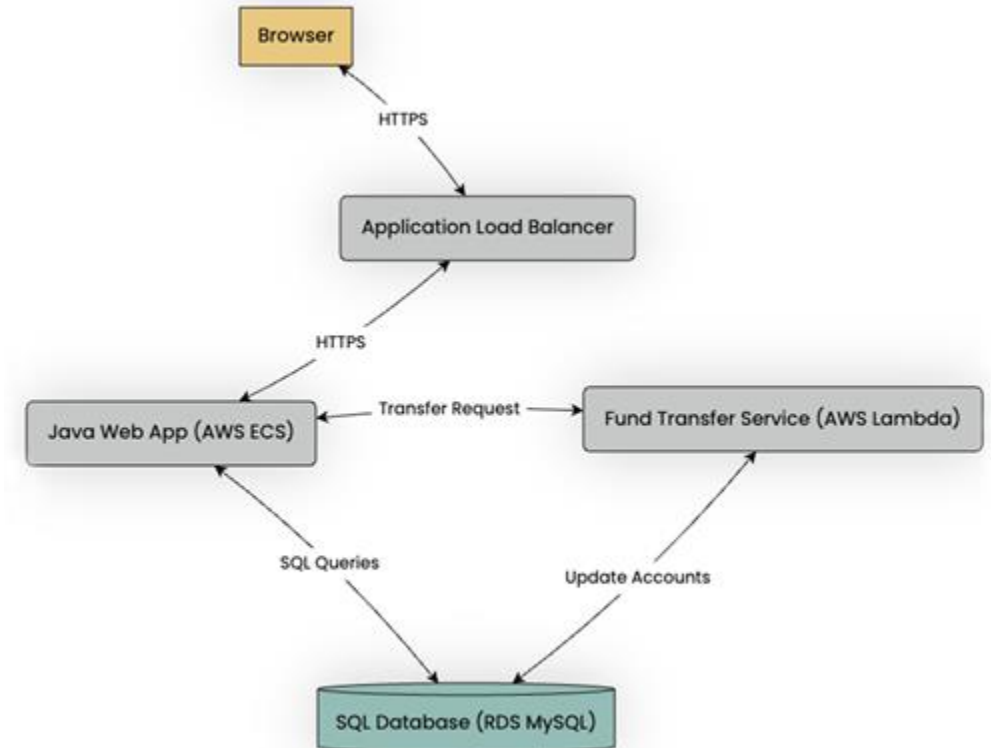 Browser
HTTPS
Application Load Balancer
HTTPS
Java Web App (AWS ECS)
Transfer Request
Fund Transfer Service (AWS Lambda)
SQL Queries
Update Accounts
SQL Database (RDS MySQL)